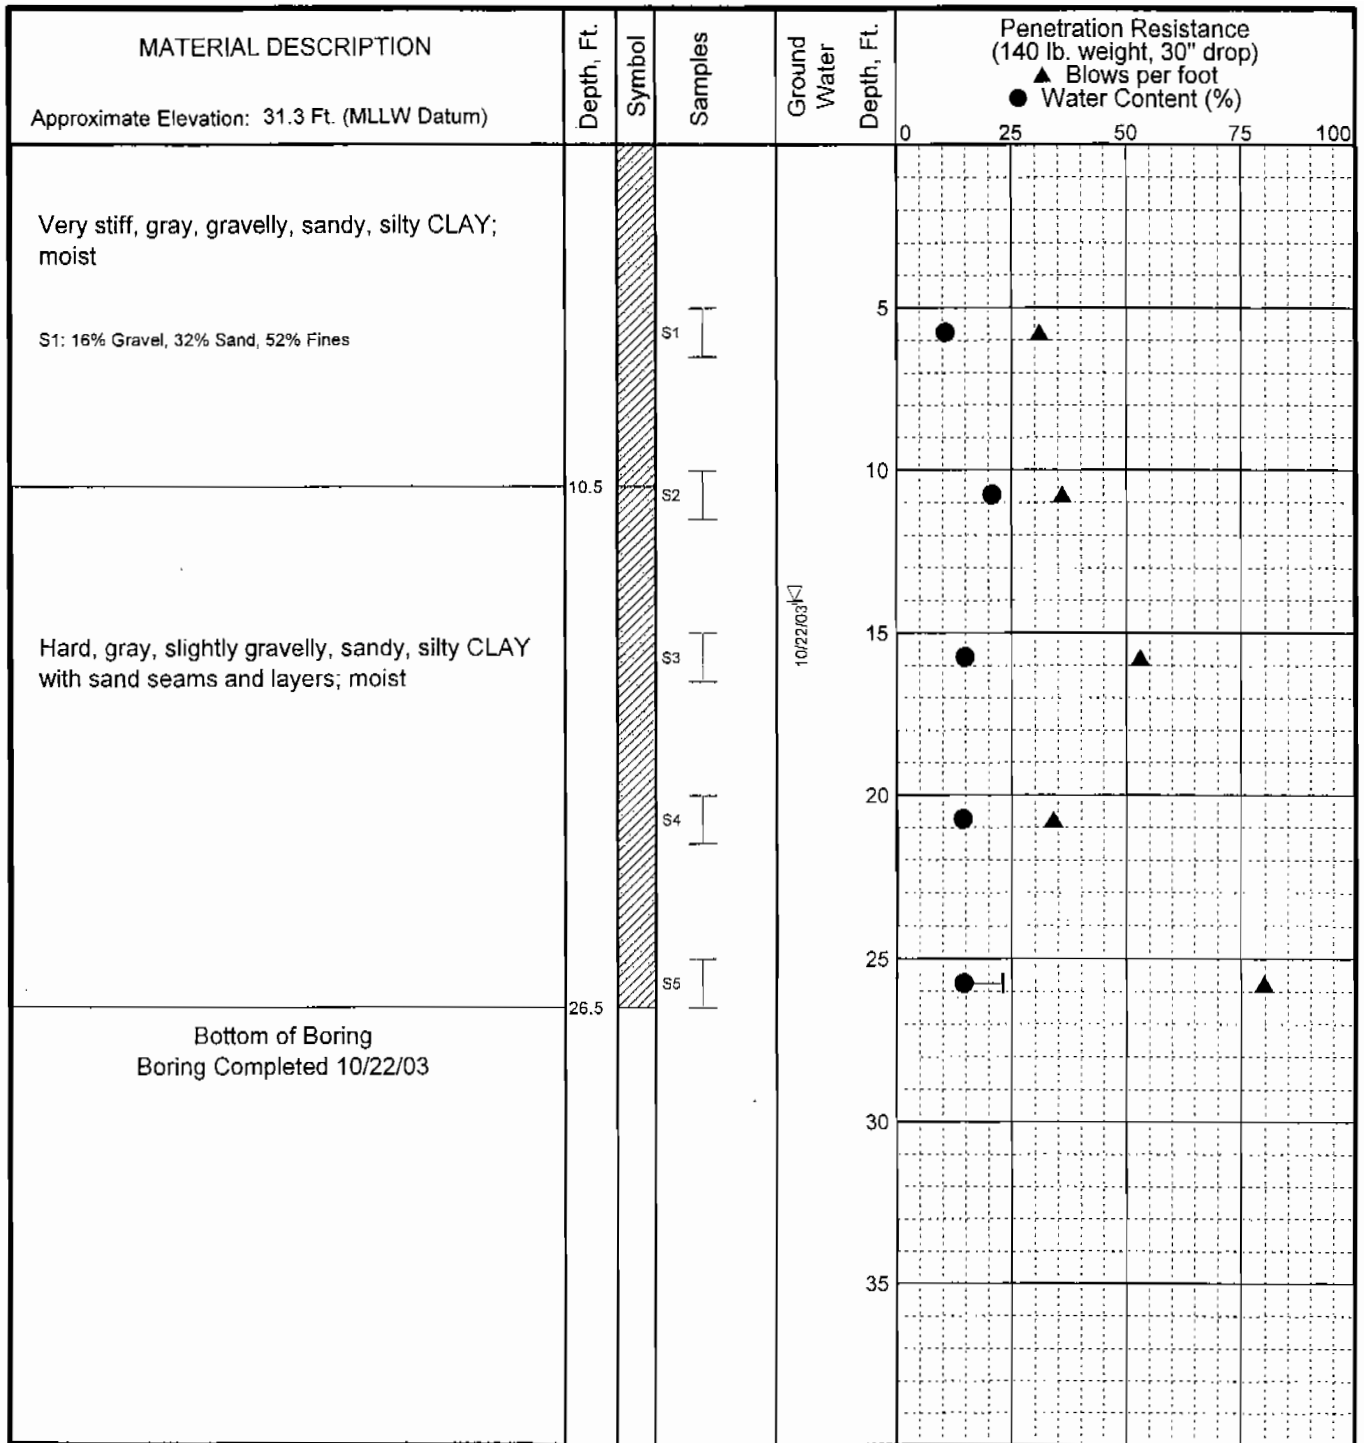 MATERIAL DESCRIPTION
Approximate Elevation: 31.3 Ft. (MLLW Datum)
Depth, Ft.
Symbol
Samples
Ground
Water
Depth, Ft.
Penetration Resistance
(140 lb. weight, 30" drop)
▲ Blows per foot
● Water Content (%)
0 25 50 75 100
Very stiff, gray, gravelly, sandy, silty CLAY;
moist
S1: 16% Gravel, 32% Sand, 52% Fines
10.5
Hard, gray, slightly gravelly, sandy, silty CLAY
with sand seams and layers; moist
26.5
Bottom of Boring
Boring Completed 10/22/03
S1
S2
S3
S4
S5
10/22/03
5
10
15
20
25
30
35